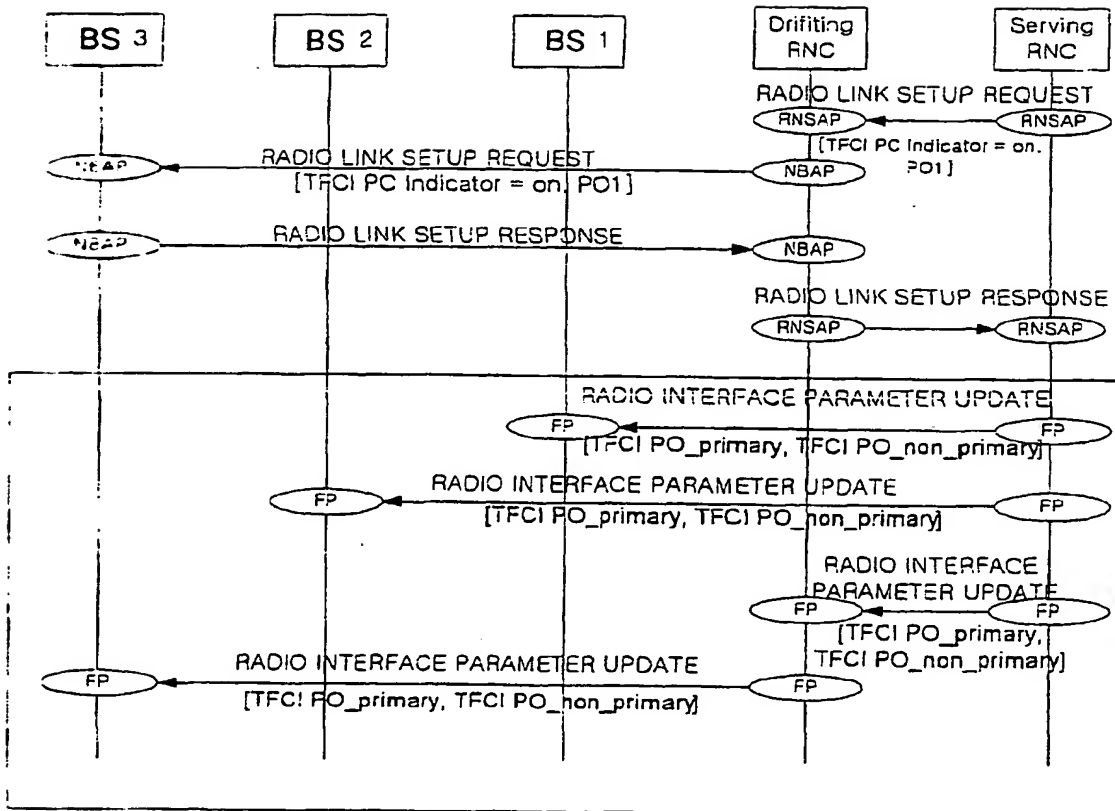 BS 3
BS 2
BS 1
Drifiting
RNC
Serving
RNC
RADIO LINK SETUP REQUEST
RNSAP
RNSAP
[TFCI PC Indicator = on,
PO1]
RADIO LINK SETUP REQUEST
NBAP
NBAP
[TFCI PC Indicator = on, PO1]
RADIO LINK SETUP RESPONSE
NBAP
NBAP
RADIO LINK SETUP RESPONSE
RNSAP
RNSAP
RADIO INTERFACE PARAMETER UPDATE
FP
FP
[TFCI PO_primary, TFCI PO_non_primary]
RADIO INTERFACE PARAMETER UPDATE
FP
FP
[TFCI PO_primary, TFCI PO_non_primary]
RADIO INTERFACE
PARAMETER UPDATE
FP
FP
[TFCI PO_primary,
TFCI PO_non_primary]
RADIO INTERFACE PARAMETER UPDATE
FP
FP
[TFCI PO_primary, TFCI PO_non_primary]